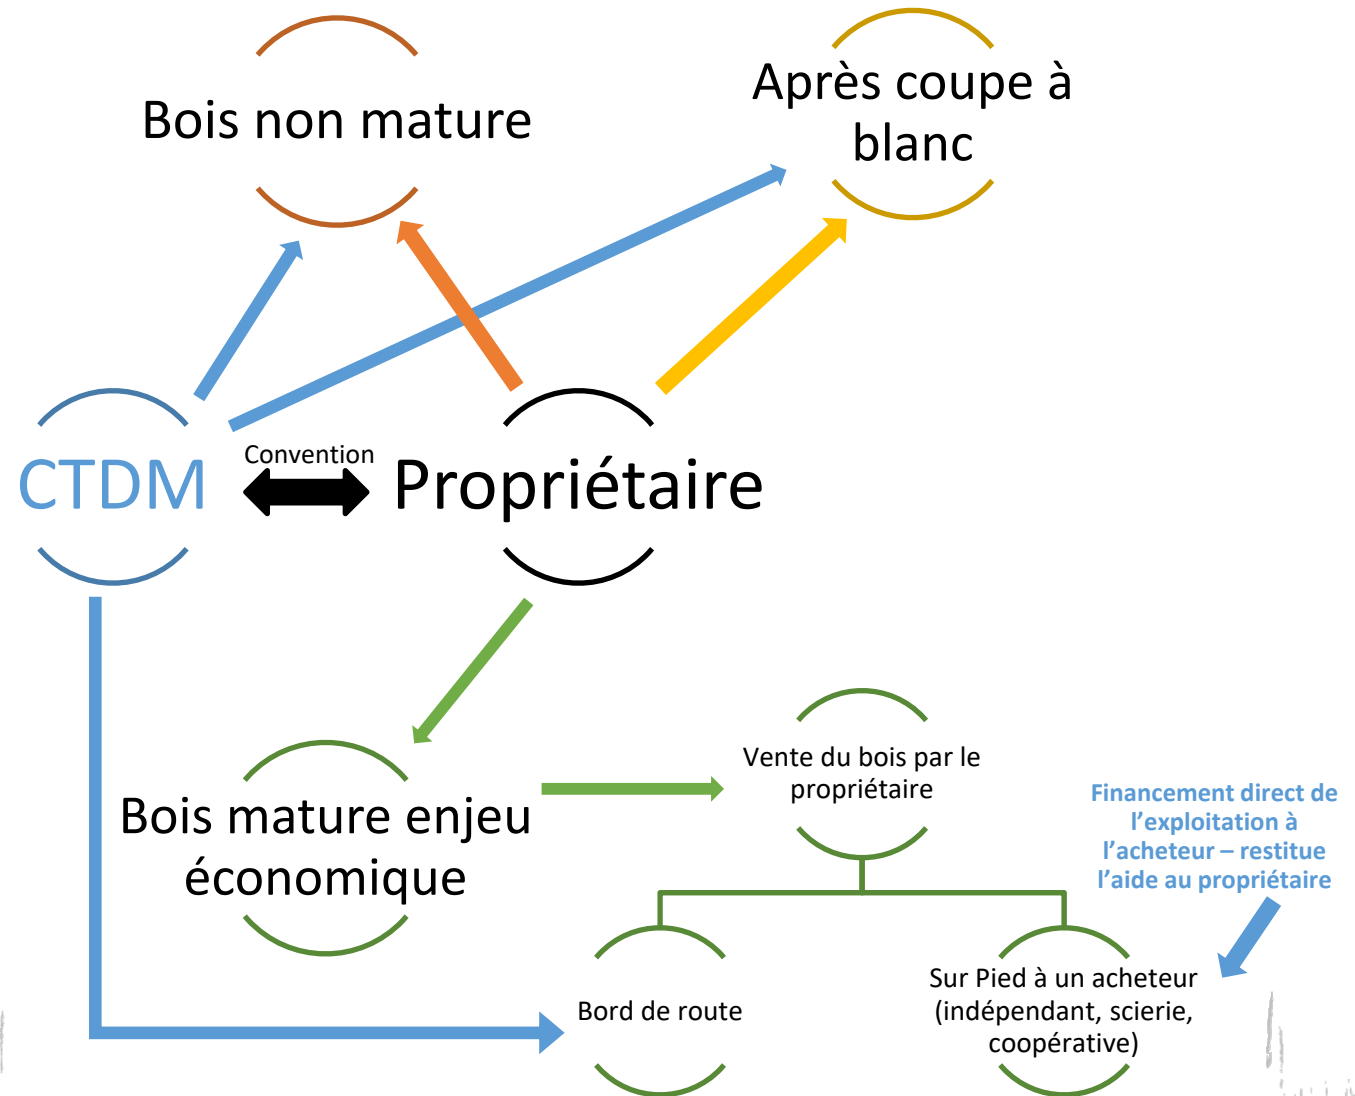 Bois non mature
Après coupe à
blanc
CTDM
Convention
Propriétaire
Bois mature enjeu
économique
Vente du bois par le
propriétaire
Financement direct de
l’exploitation à
l’acheteur – restitue
l’aide au propriétaire
Bord de route
Sur Pied à un acheteur
(indépendant, scierie,
coopérative)